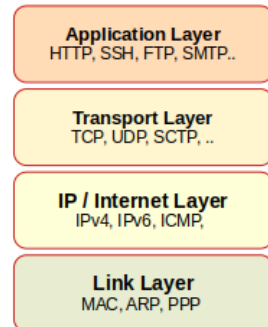 Application Layer
HTTP, SSH, FTP, SMTP..
Transport Layer
TCP, UDP, SCTP, ..
IP / Internet Layer
IPv4, IPv6, ICMP,
Link Layer
MAC, ARP, PPP